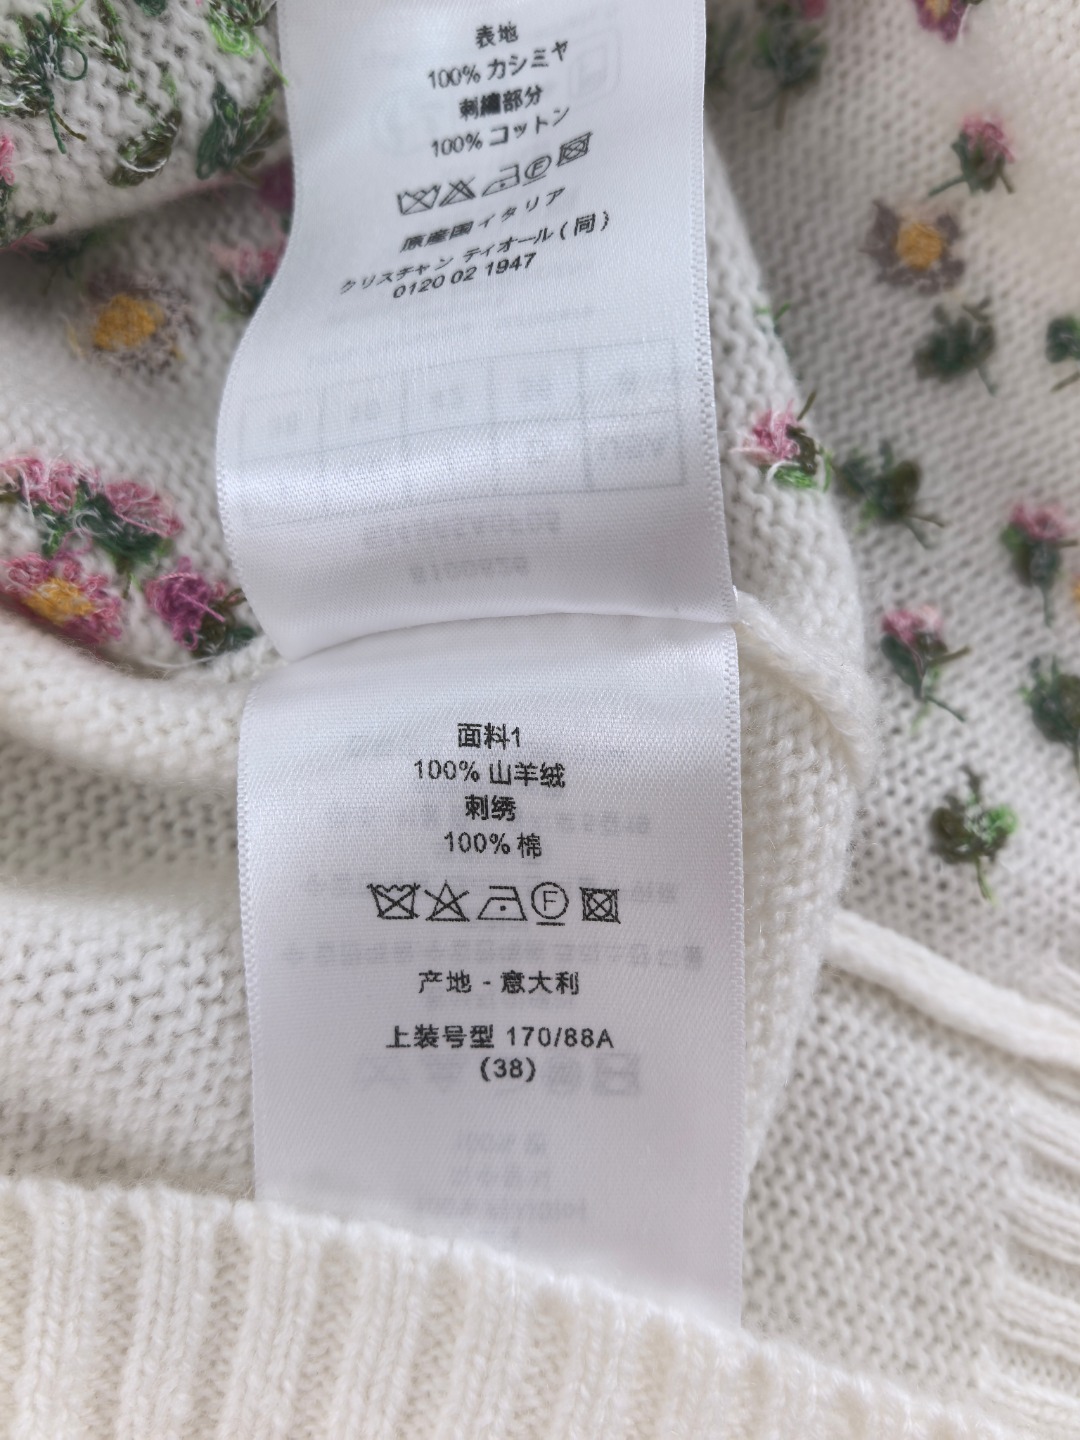 表地
100% カシミヤ
刺繍部分
100% コットン
原産国イタリア
クリスチャン ディオール(同)
0120 02 1947
面料1
100% 山羊绒
刺绣
100% 棉
F
产地 - 意大利
上装号型 170/88A
(38)